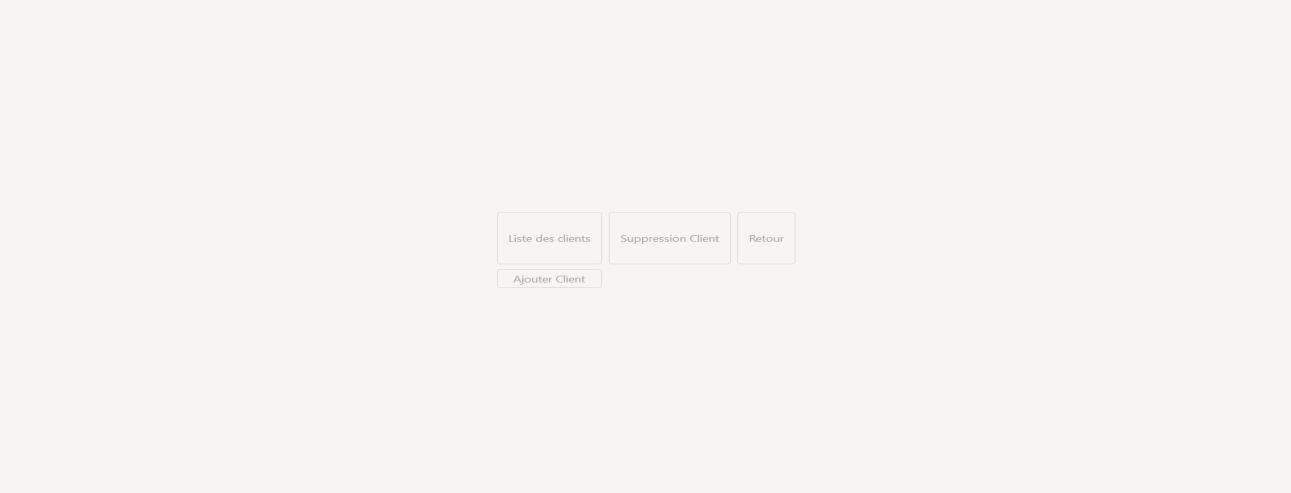 Liste des clients
Suppression Client
Retour
Ajouter Client